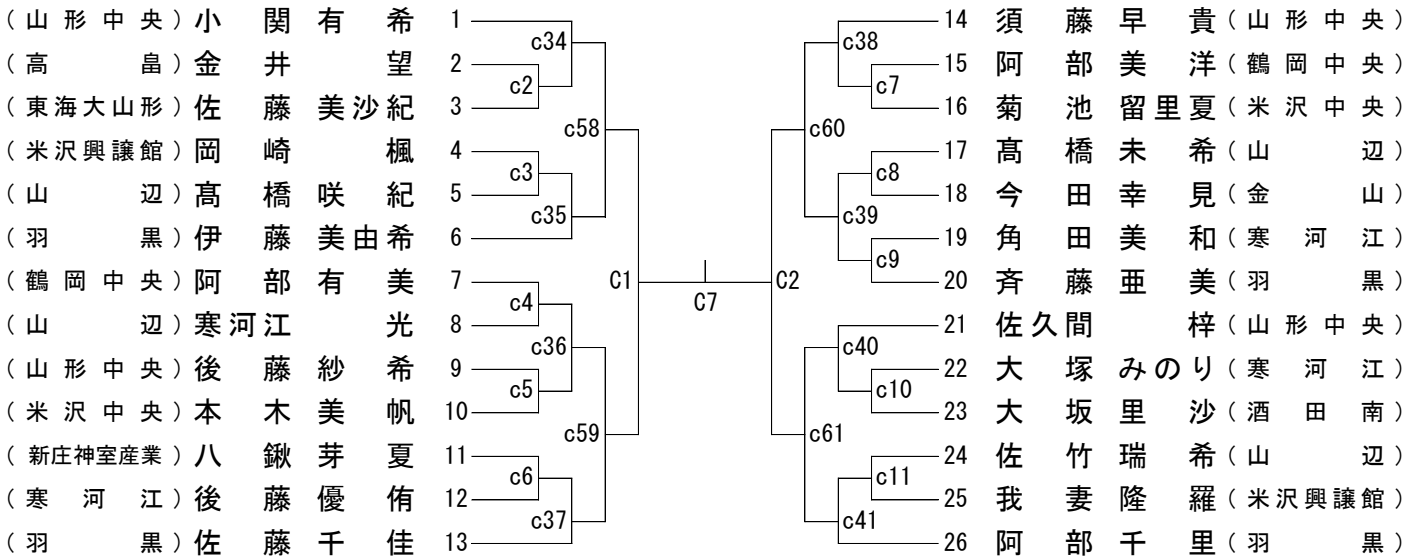 (山形中央) 小関有希 1
(高畠) 金井望 2
(東海大山形) 佐藤美沙紀 3
(米沢興譲館) 岡崎楓 4
(山辺) 髙橋咲紀 5
(羽黒) 伊藤美由希 6
(鶴岡中央) 阿部有美 7
(山辺) 寒河江光 8
(山形中央) 後藤紗希 9
(米沢中央) 本木美帆 10
(新庄神室産業) 八鍬芽夏 11
(寒河江) 後藤優侑 12
(羽黒) 佐藤千佳 13
c34
c2
c58
c3
c35
C1
c4
c36
c5
c59
c6
c37
C7
c38
c7
c60
c8
c39
c9
C2
c40
c10
c61
c11
c41
14 須藤早貴 (山形中央)
15 阿部美洋 (鶴岡中央)
16 菊池留里夏 (米沢中央)
17 髙橋未希 (山辺)
18 今田幸見 (金山)
19 角田美和 (寒河江)
20 斉藤亜美 (羽黒)
21 佐久間梓 (山形中央)
22 大塚みのり (寒河江)
23 大坂里沙 (酒田南)
24 佐竹瑞希 (山辺)
25 我妻隆羅 (米沢興譲館)
26 阿部千里 (羽黒)